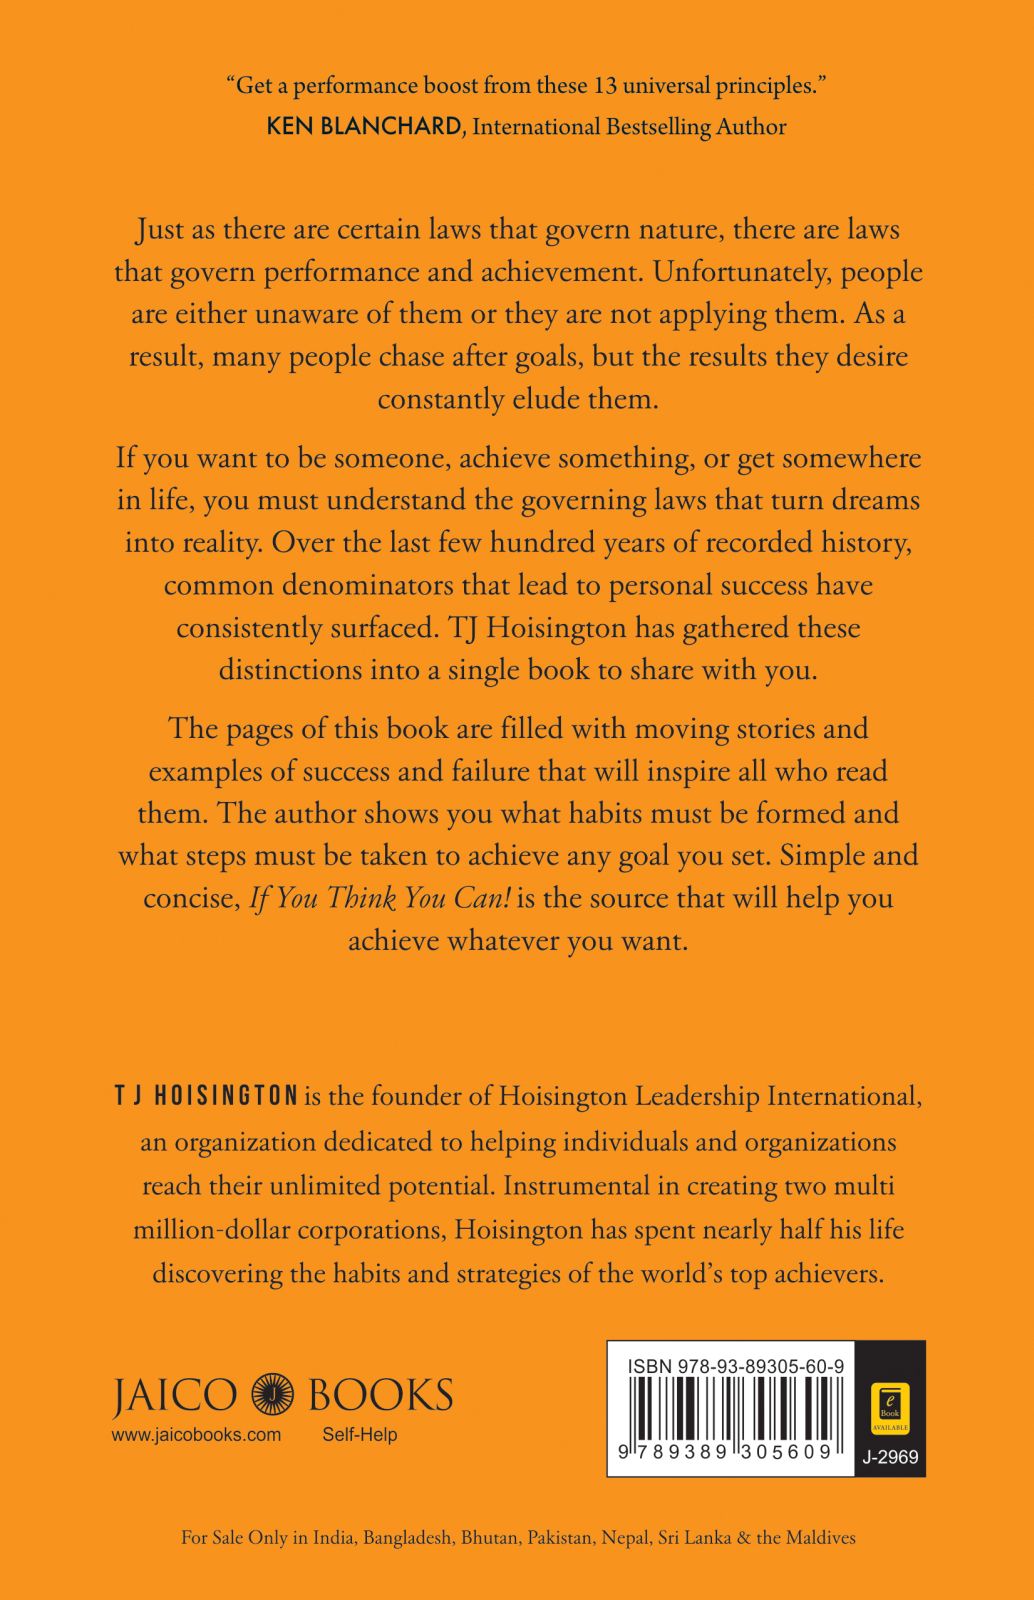 “Get a performance boost from these 13 universal principles.”
KEN BLANCHARD, International Bestselling Author
Just as there are certain laws that govern nature, there are laws
that govern performance and achievement. Unfortunately, people
are either unaware of them or they are not applying them. As a
result, many people chase after goals, but the results they desire
constantly elude them.
If you want to be someone, achieve something, or get somewhere
in life, you must understand the governing laws that turn dreams
into reality. Over the last few hundred years of recorded history,
common denominators that lead to personal success have
consistently surfaced. TJ Hoisington has gathered these
distinctions into a single book to share with you.
The pages of this book are filled with moving stories and
examples of success and failure that will inspire all who read
them. The author shows you what habits must be formed and
what steps must be taken to achieve any goal you set. Simple and
concise, If You Think You Can! is the source that will help you
achieve whatever you want.
T J HOISINGTON is the founder of Hoisington Leadership International,
an organization dedicated to helping individuals and organizations
reach their unlimited potential. Instrumental in creating two multi
million-dollar corporations, Hoisington has spent nearly half his life
discovering the habits and strategies of the world’s top achievers.
JAICO J BOOKS
www.jaicobooks.com Self-Help
ISBN 978-93-89305-60-9
9 789389 305609
e
Book
AVAILABLE
J-2969
For Sale Only in India, Bangladesh, Bhutan, Pakistan, Nepal, Sri Lanka & the Maldives